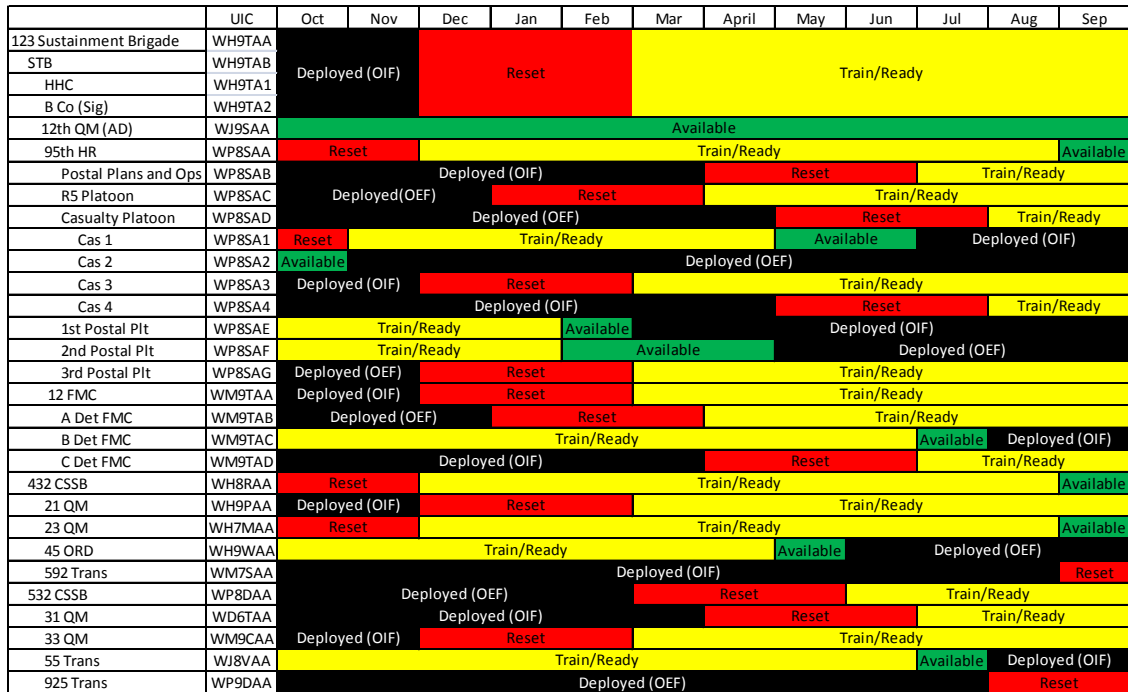 UIC Oct Nov Dec Jan Feb Mar April May Jun Jul Aug Sep
123 Sustainment Brigade WH9TAA
STB WH9TAB
Deployed (OIF) Reset Train/Ready
HHC WH9TA1
B Co (Sig) WH9TA2
12th QM (AD) WJ9SAA Available
95th HR WP8SAA Reset Train/Ready Available
Postal Plans and Ops WP8SAB Deployed (OIF) Reset Train/Ready
R5 Platoon WP8SAC Deployed(OEF) Reset Train/Ready
Casualty Platoon WP8SAD Deployed (OEF) Reset Train/Ready
Cas 1 WP8SA1 Reset Train/Ready Available Deployed (OIF)
Cas 2 WP8SA2 Available Deployed (OEF)
Cas 3 WP8SA3 Deployed (OIF) Reset Train/Ready
Cas 4 WP8SA4 Deployed (OIF) Reset Train/Ready
1st Postal Plt WP8SAE Train/Ready Available Deployed (OIF)
2nd Postal Plt WP8SAF Train/Ready Available Deployed (OEF)
3rd Postal Plt WP8SAG Deployed (OEF) Reset Train/Ready
12 FMC WM9TAA Deployed (OIF) Reset Train/Ready
A Det FMC WM9TAB Deployed (OEF) Reset Train/Ready
B Det FMC WM9TAC Train/Ready Available Deployed (OIF)
C Det FMC WM9TAD Deployed (OIF) Reset Train/Ready
432 CSSB WH8RAA Reset Train/Ready Available
21 QM WH9PAA Deployed (OIF) Reset Train/Ready
23 QM WH7MAA Reset Train/Ready Available
45 ORD WH9WAA Train/Ready Available Deployed (OEF)
592 Trans WM7SAA Deployed (OIF) Reset
532 CSSB WP8DAA Deployed (OEF) Reset Train/Ready
31 QM WD6TAA Deployed (OIF) Reset Train/Ready
33 QM WM9CAA Deployed (OIF) Reset Train/Ready
55 Trans WJ8VAA Train/Ready Available Deployed (OIF)
925 Trans WP9DAA Deployed (OEF) Reset